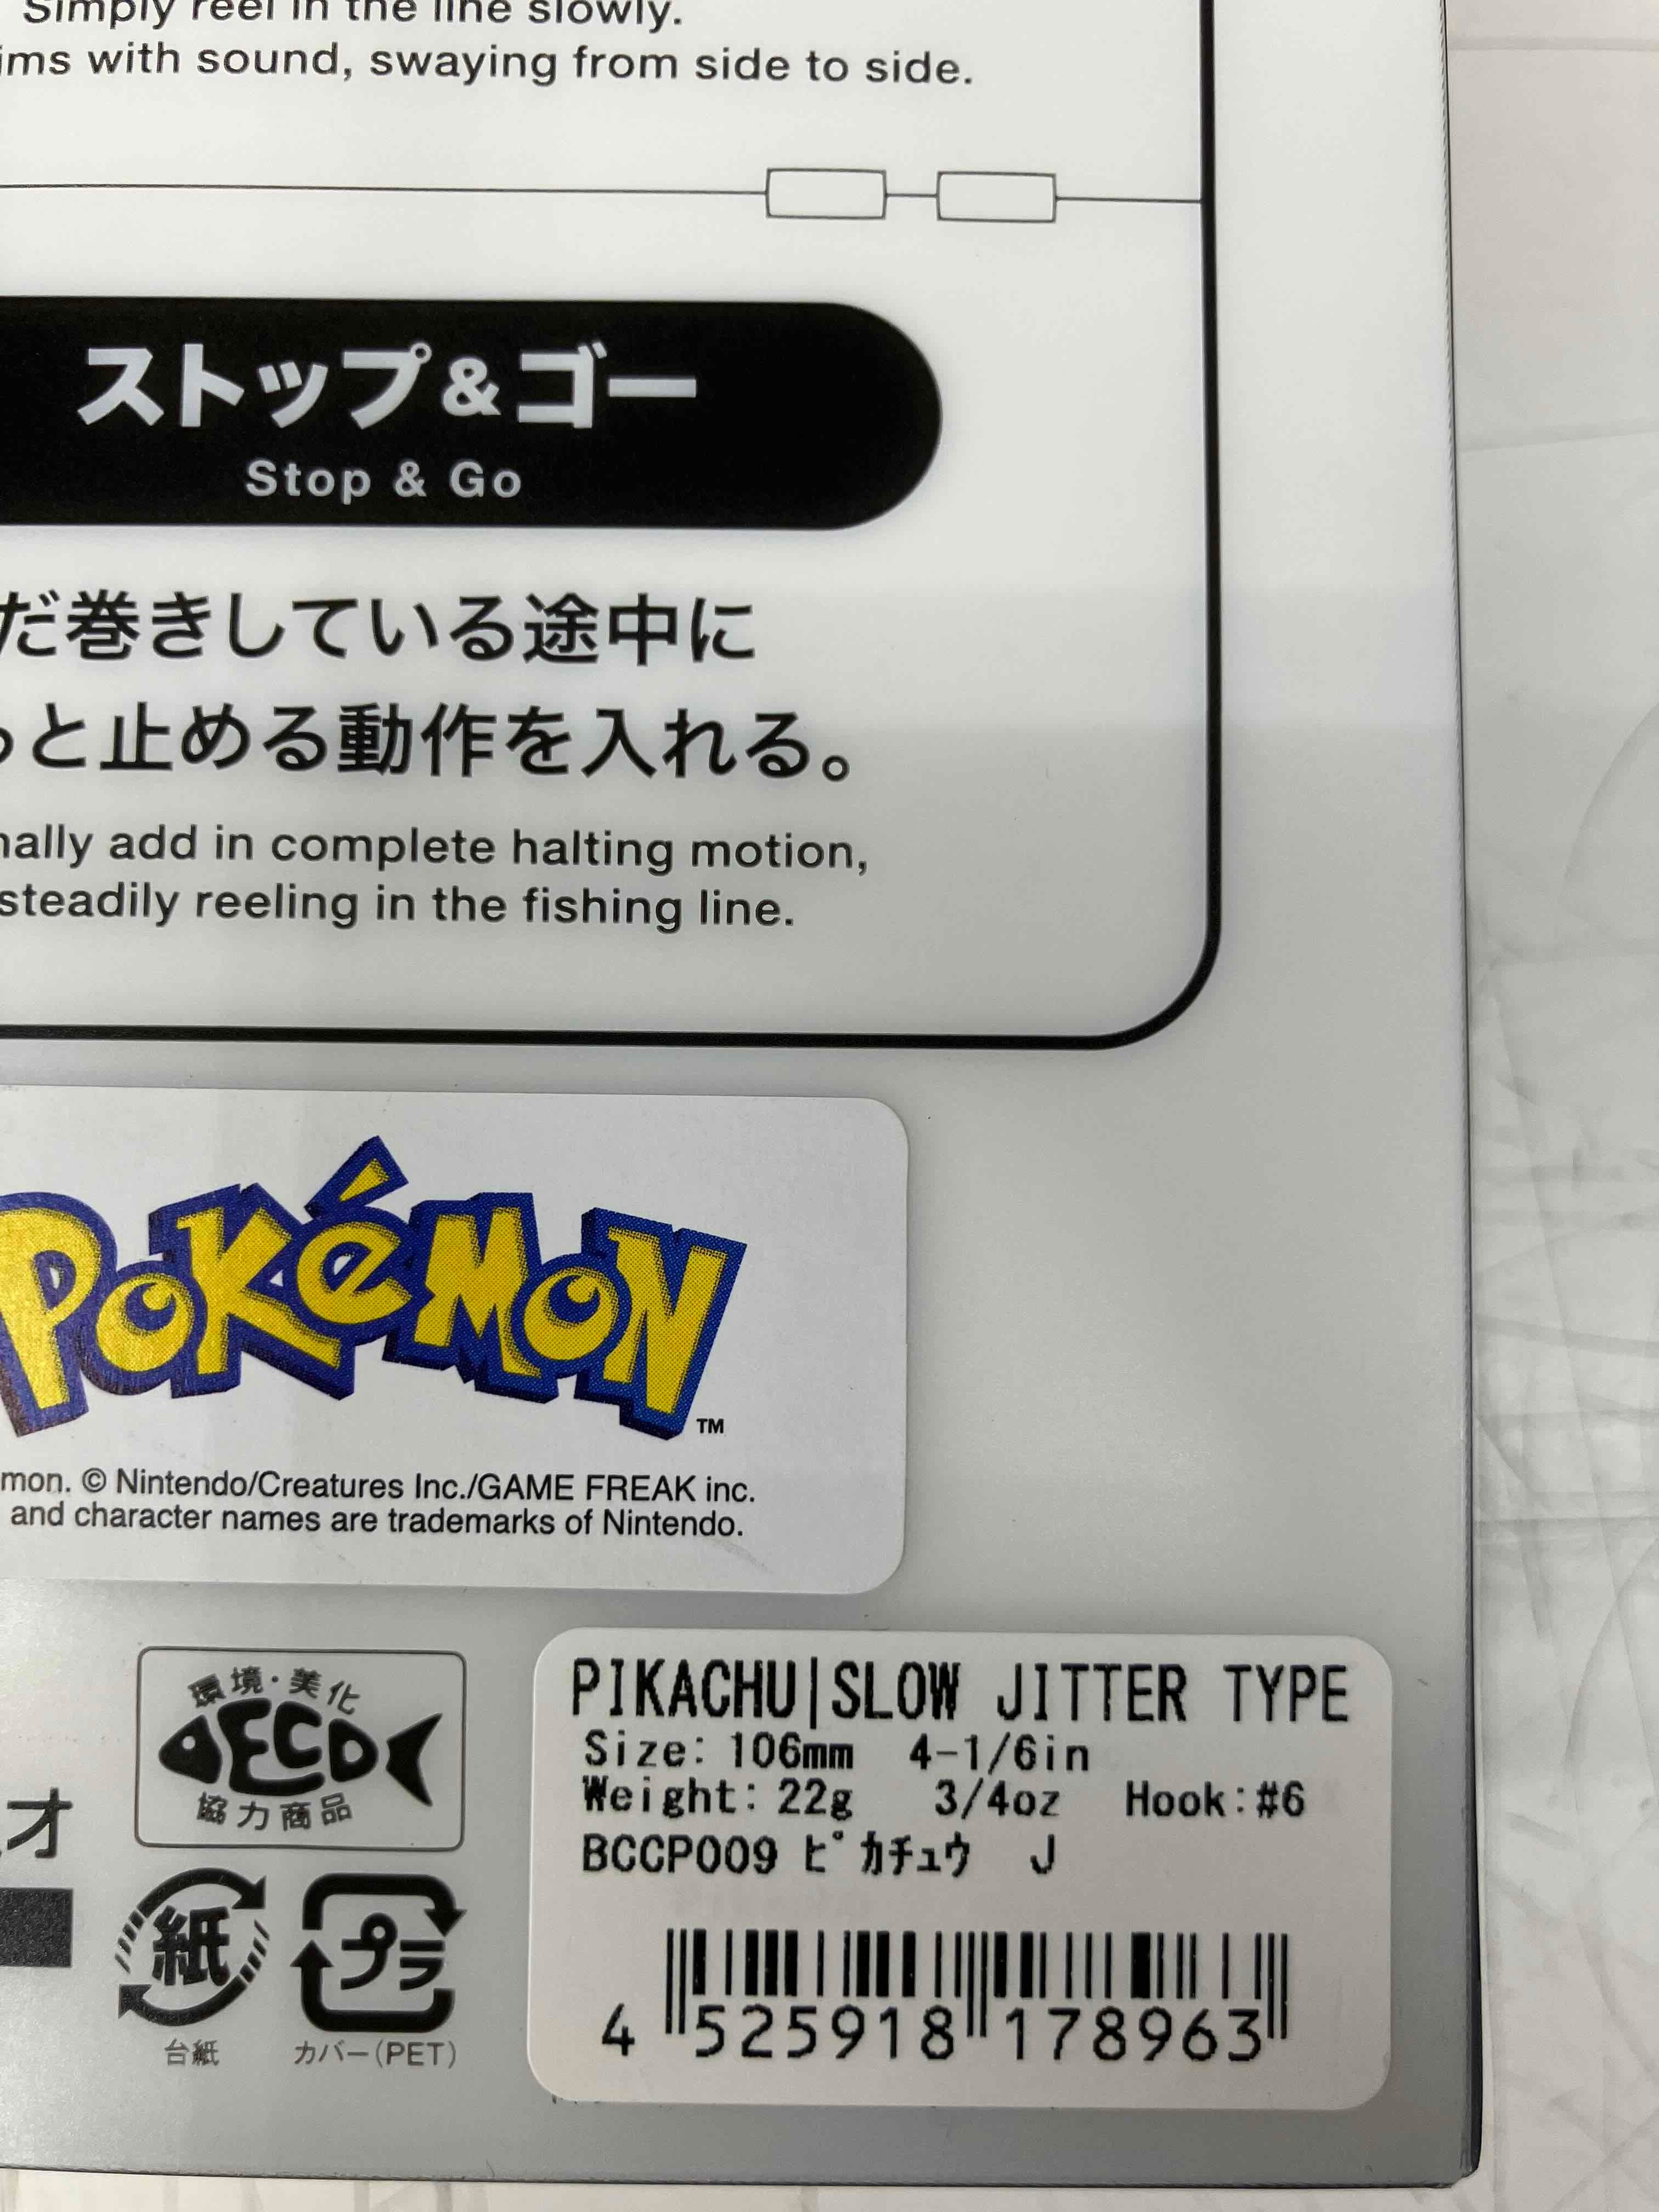 Simply reel in the line slowly.
with sound, swaying from side to side.
ストップ&ゴー
Stop & Go
巻きしている途中に
と止める動作を入れる。
add in complete halting motion,
steadily reeling in the fishing line.
POKéMON
TM
mon. © Nintendo/Creatures Inc./GAME FREAK inc.
and character names are trademarks of Nintendo.
環境・美化
ECO
協力商品
オ
紙
台紙
プラ
カバー(PET)
PIKACHU|SLOW JITTER TYPE
Size: 106mm 4-1/6in
Weight: 22g 3/4oz Hook:#6
BCCP009 ピカチュウ J
4 525918 178963